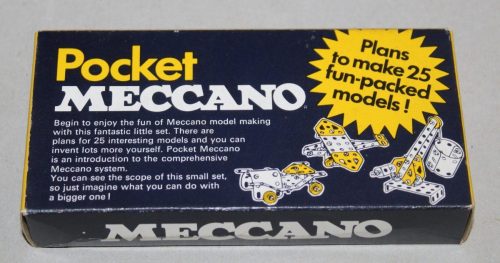 Pocket
MECCANO
Plans
to make 25
fun-packed
models!
Begin to enjoy the fun of Meccano model making
with this fantastic little set. There are
plans for 25 interesting models and you can
invent lots more yourself. Pocket Meccano
is an introduction to the comprehensive
Meccano system.
You can see the scope of this small set,
so just imagine what you can do with
a bigger one!
MECCANO